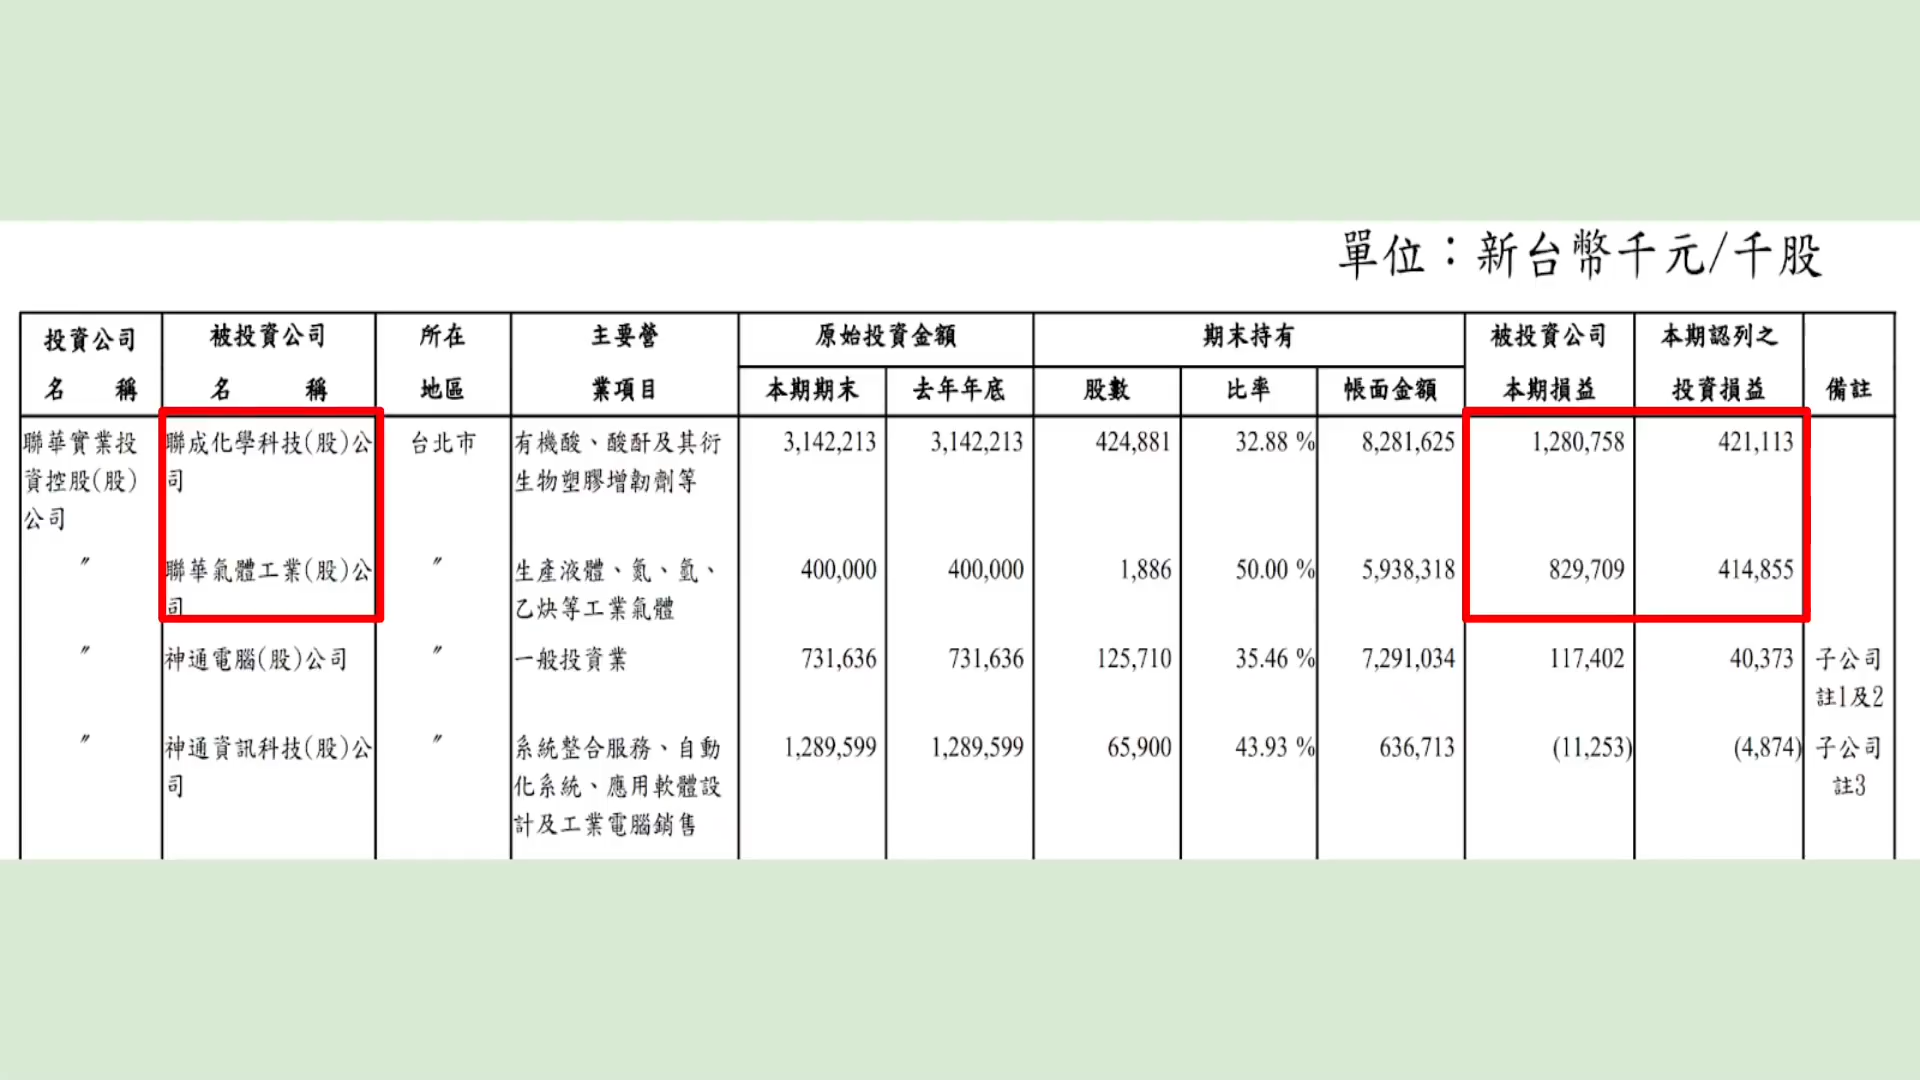 單位：新台幣千元/千股
投資公司 被投資公司 所在 主要營 原始投資金額 期末持有 被投資公司 本期認列之
名 稱 名 稱 地區 業項目 本期期末 去年年底 股數 比率 帳面金額 本期損益 投資損益 備註
聯華實業投 聯成化學科技(股)公 台北市 有機酸、酸酐及其衍 3,142,213 3,142,213 424,881 32.88 % 8,281,625 1,280,758 421,113
資控股(股) 司 生物塑膠增韌劑等
公司
〃 聯華氣體工業(股)公 〃 生產液體、氮、氫、 400,000 400,000 1,886 50.00 % 5,938,318 829,709 414,855
司 乙炔等工業氣體
〃 神通電腦(股)公司 〃 一般投資業 731,636 731,636 125,710 35.46 % 7,291,034 117,402 40,373 子公司
註1及2
〃 神通資訊科技(股)公 〃 系統整合服務、自動 1,289,599 1,289,599 65,900 43.93 % 636,713 (11,253) (4,874) 子公司
司 化系統、應用軟體設 註3
計及工業電腦銷售